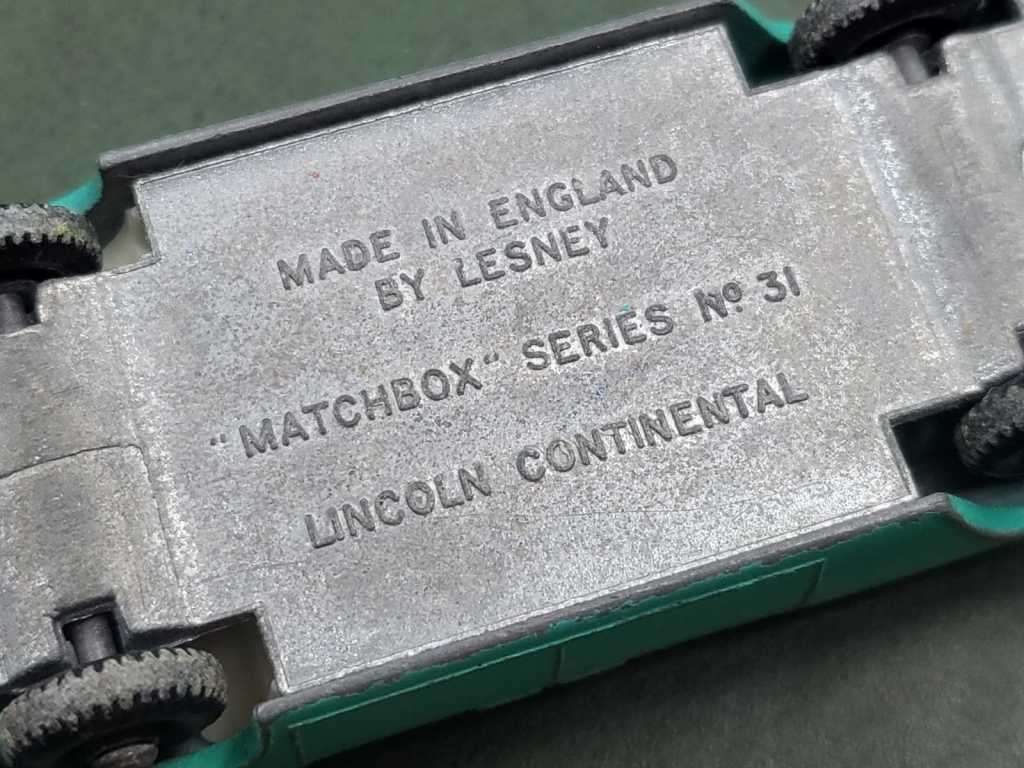 MADE IN ENGLAND
BY LESNEY
"MATCHBOX" SERIES Nº 31
LINCOLN CONTINENTAL